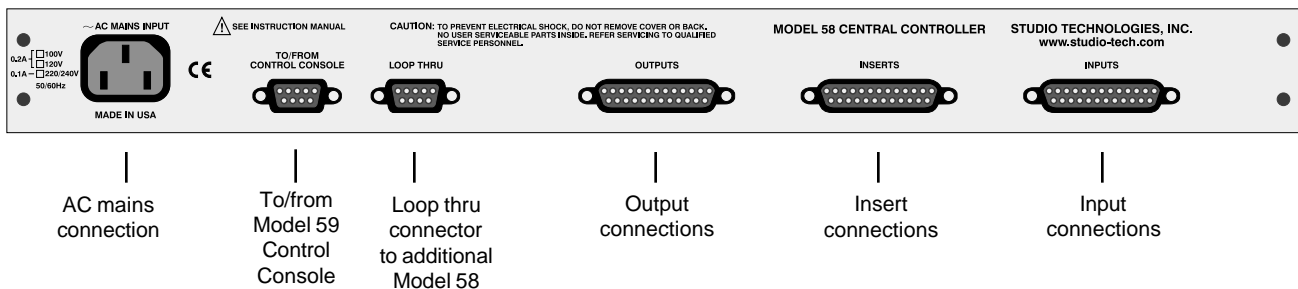 ~ AC MAINS INPUT
0.2A
100V
120V
0.1A
220/240V
50/60Hz
MADE IN USA
CE
SEE INSTRUCTION MANUAL
CAUTION: TO PREVENT ELECTRICAL SHOCK, DO NOT REMOVE COVER OR BACK.
NO USER SERVICEABLE PARTS INSIDE. REFER SERVICING TO QUALIFIED
SERVICE PERSONNEL.
MODEL 58 CENTRAL CONTROLLER
STUDIO TECHNOLOGIES, INC.
www.studio-tech.com
TO/FROM
CONTROL CONSOLE
LOOP THRU
OUTPUTS
INSERTS
INPUTS
AC mains
connection
To/from
Model 59
Control
Console
Loop thru
connector
to additional
Model 58
Output
connections
Insert
connections
Input
connections